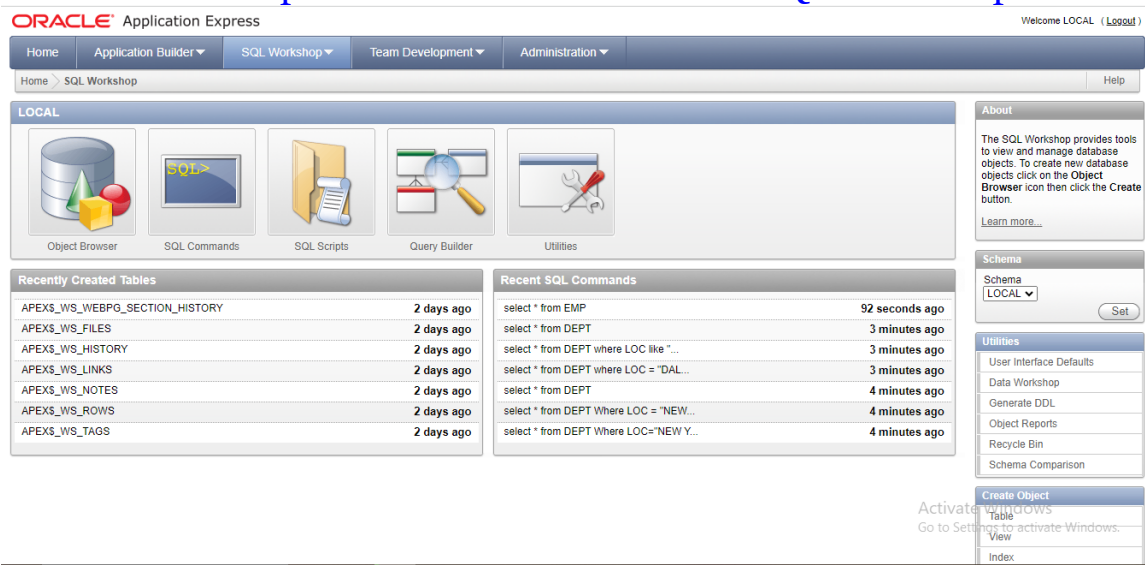 ORACLE Application Express
Welcome LOCAL (Logout)
Home Application Builder SQL Workshop Team Development Administration
Home SQL Workshop
Help
LOCAL
SQL>
Object Browser SQL Commands SQL Scripts Query Builder Utilities
Recently Created Tables
APEX$_WS_WEBPG_SECTION_HISTORY 2 days ago
APEX$_WS_FILES 2 days ago
APEX$_WS_HISTORY 2 days ago
APEX$_WS_LINKS 2 days ago
APEX$_WS_NOTES 2 days ago
APEX$_WS_ROWS 2 days ago
APEX$_WS_TAGS 2 days ago
Recent SQL Commands
select * from EMP 92 seconds ago
select * from DEPT 3 minutes ago
select * from DEPT where LOC like "... 3 minutes ago
select * from DEPT where LOC = "DAL... 3 minutes ago
select * from DEPT 4 minutes ago
select * from DEPT Where LOC = "NEW... 4 minutes ago
select * from DEPT Where LOC="NEW Y... 4 minutes ago
About
The SQL Workshop provides tools
to view and manage database
objects. To create new database
objects click on the Object
Browser icon then click the Create
button.
Learn more...
Schema
Schema
LOCAL
Set
Utilities
User Interface Defaults
Data Workshop
Generate DDL
Object Reports
Recycle Bin
Schema Comparison
Create Object
Table
View
Index
Activate Windows
Go to Settings to activate Windows.